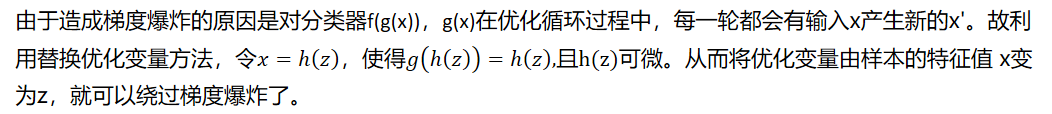 由于造成梯度爆炸的原因是对分类器f(g(x))，g(x)在优化循环过程中，每一轮都会有输入x产生新的x'。故利
用替换优化变量方法，令x = h(z)，使得g(h(z)) = h(z),且h(z)可微。从而将优化变量由样本的特征值 x变
为z，就可以绕过梯度爆炸了。